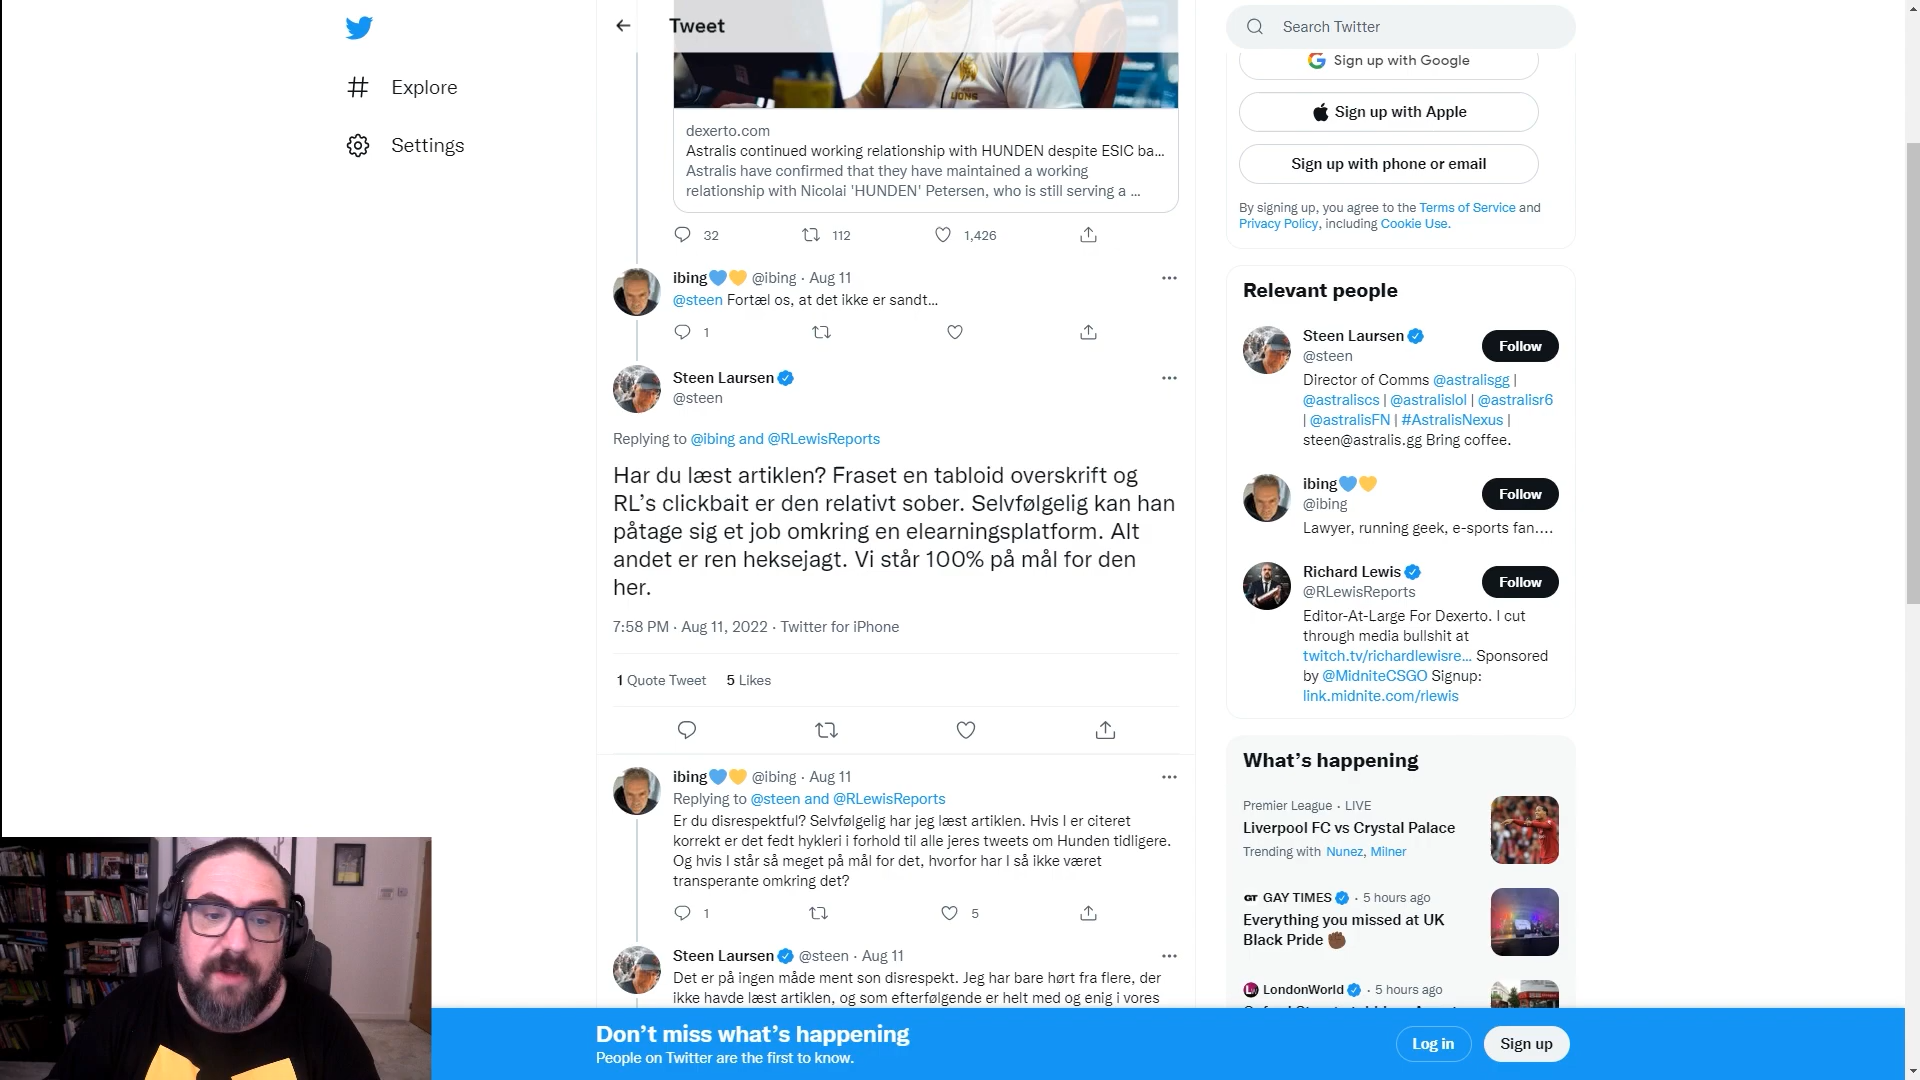 Tweet
LIONS
dexerto.com
Astralis continued working relationship with HUNDEN despite ESIC ba...
Astralis have confirmed that they have maintained a working
relationship with Nicolai 'HUNDEN' Petersen, who is still serving a ...
32 112 1,426
ibing @ibing · Aug 11
@steen Fortæl os, at det ikke er sandt...
1
Steen Laursen
@steen
Replying to @ibing and @RLewisReports
Har du læst artiklen? Fraset en tabloid overskrift og
RL’s clickbait er den relativt sober. Selvfølgelig kan han
påtage sig et job omkring en elearningsplatform. Alt
andet er ren heksejagt. Vi står 100% på mål for den
her.
7:58 PM · Aug 11, 2022 · Twitter for iPhone
1 Quote Tweet 5 Likes
ibing @ibing · Aug 11
Replying to @steen and @RLewisReports
Er du disrespektful? Selvfølgelig har jeg læst artiklen. Hvis I er citeret
korrekt er det fedt hykleri i forhold til alle jeres tweets om Hunden tidligere.
Og hvis I står så meget på mål for det, hvorfor har I så ikke været
transperante omkring det?
1 5
Steen Laursen @steen · Aug 11
Det er på ingen måde ment son disrespekt. Jeg har bare hørt fra flere, der
ikke havde læst artiklen, og som efterfølgende er helt med og enig i vores
Explore
Settings
Search Twitter
Sign up with Google
Sign up with Apple
Sign up with phone or email
By signing up, you agree to the Terms of Service and
Privacy Policy, including Cookie Use.
Relevant people
Steen Laursen
@steen
Follow
Director of Comms @astralisgg |
@astraliscs | @astralislol | @astralisr6
| @astralisFN | #AstralisNexus |
steen@astralis.gg Bring coffee.
ibing
@ibing
Follow
Lawyer, running geek, e-sports fan....
Richard Lewis
@RLewisReports
Follow
Editor-At-Large For Dexerto. I cut
through media bullshit at
twitch.tv/richardlewisre... Sponsored
by @MidniteCSGO Signup:
link.midnite.com/rlewis
What’s happening
Premier League · LIVE
Liverpool FC vs Crystal Palace
Trending with Nunez, Milner
GT GAY TIMES · 5 hours ago
Everything you missed at UK
Black Pride
LondonWorld · 5 hours ago
Don’t miss what’s happening
People on Twitter are the first to know.
Log in
Sign up